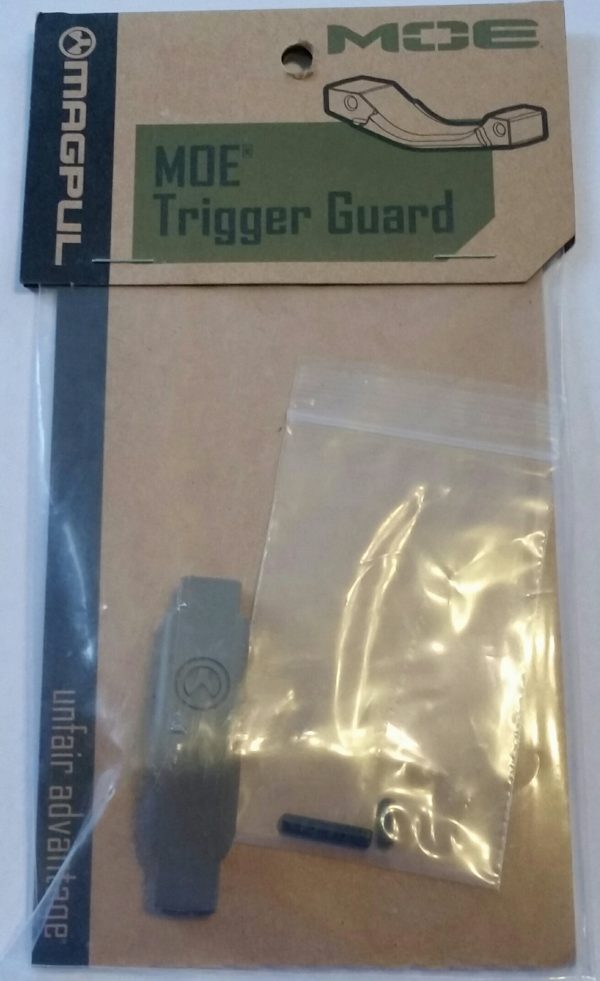 MOE
MAGPUL
MOE®
Trigger Guard
unfair advantage